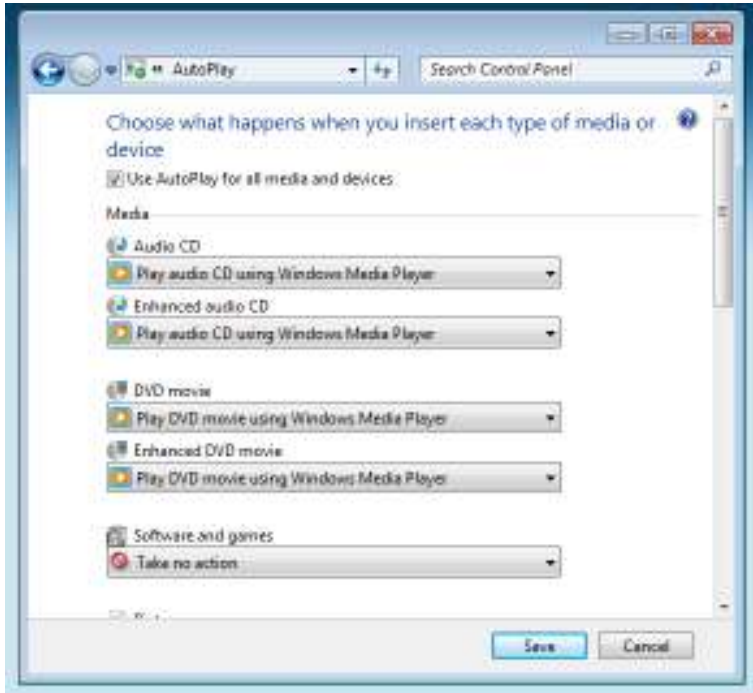 AutoPlay
Search Control Panel
Choose what happens when you insert each type of media or
device
Use AutoPlay for all media and devices
Media
Audio CD
Play audio CD using Windows Media Player
Enhanced audio CD
Play audio CD using Windows Media Player
DVD movie
Play DVD movie using Windows Media Player
Enhanced DVD movie
Play DVD movie using Windows Media Player
Software and games
Take no action
Save
Cancel